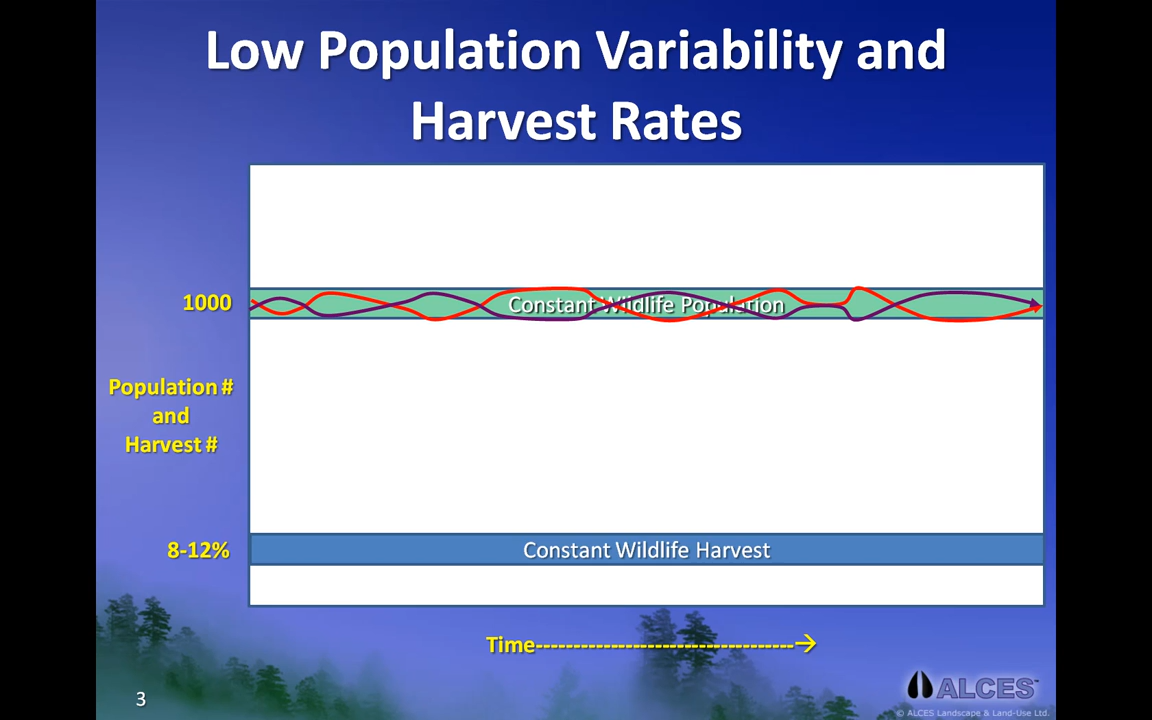 Low Population Variability and
Harvest Rates
1000
Constant Wildlife Population
Population #
and
Harvest #
8-12%
Constant Wildlife Harvest
Time----------------------------------→
3
ALCES™
© ALCES Landscape & Land-Use Ltd.